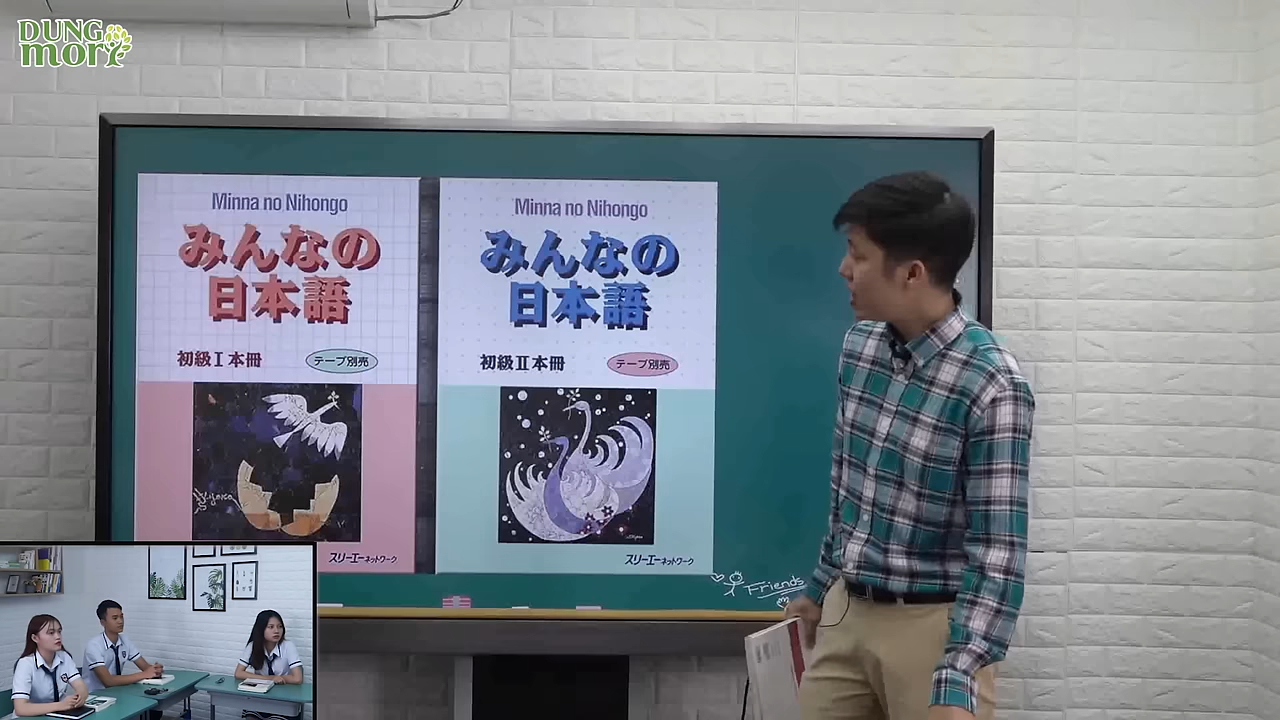 DUNG
mori
Minna no Nihongo
みんなの
日本語
初級I本冊
テープ別売
スリーエーネットワーク
Minna no Nihongo
みんなの
日本語
初級II本冊
テープ別売
スリーエーネットワーク
Friends